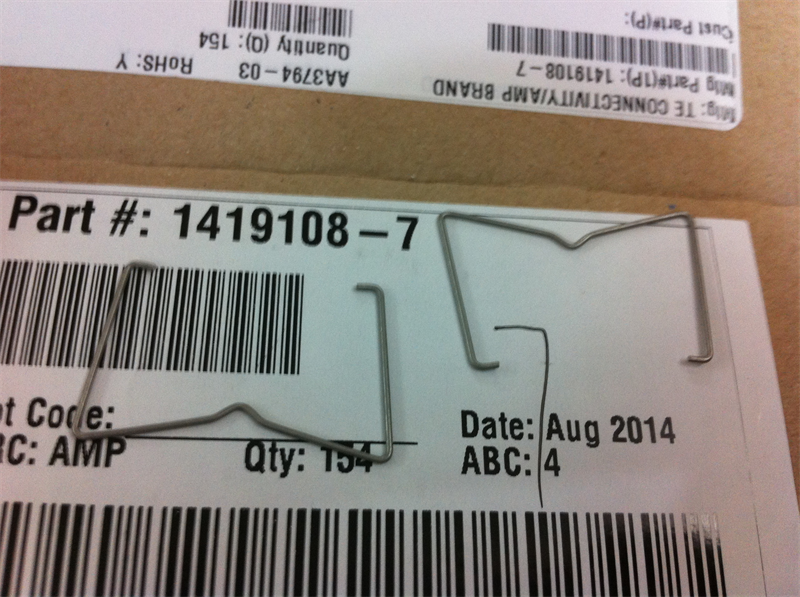 Mfg: TE CONNECTIVITY/AMP BRAND
Mfg Part#(1P): 1419108-7
Cust Part#(P):
AA3794-03 RoHS: Y
Quantity (Q): 154
Part #: 1419108-7
ot Code:
RC: AMP Qty: 154
Date: Aug 2014
ABC: 4